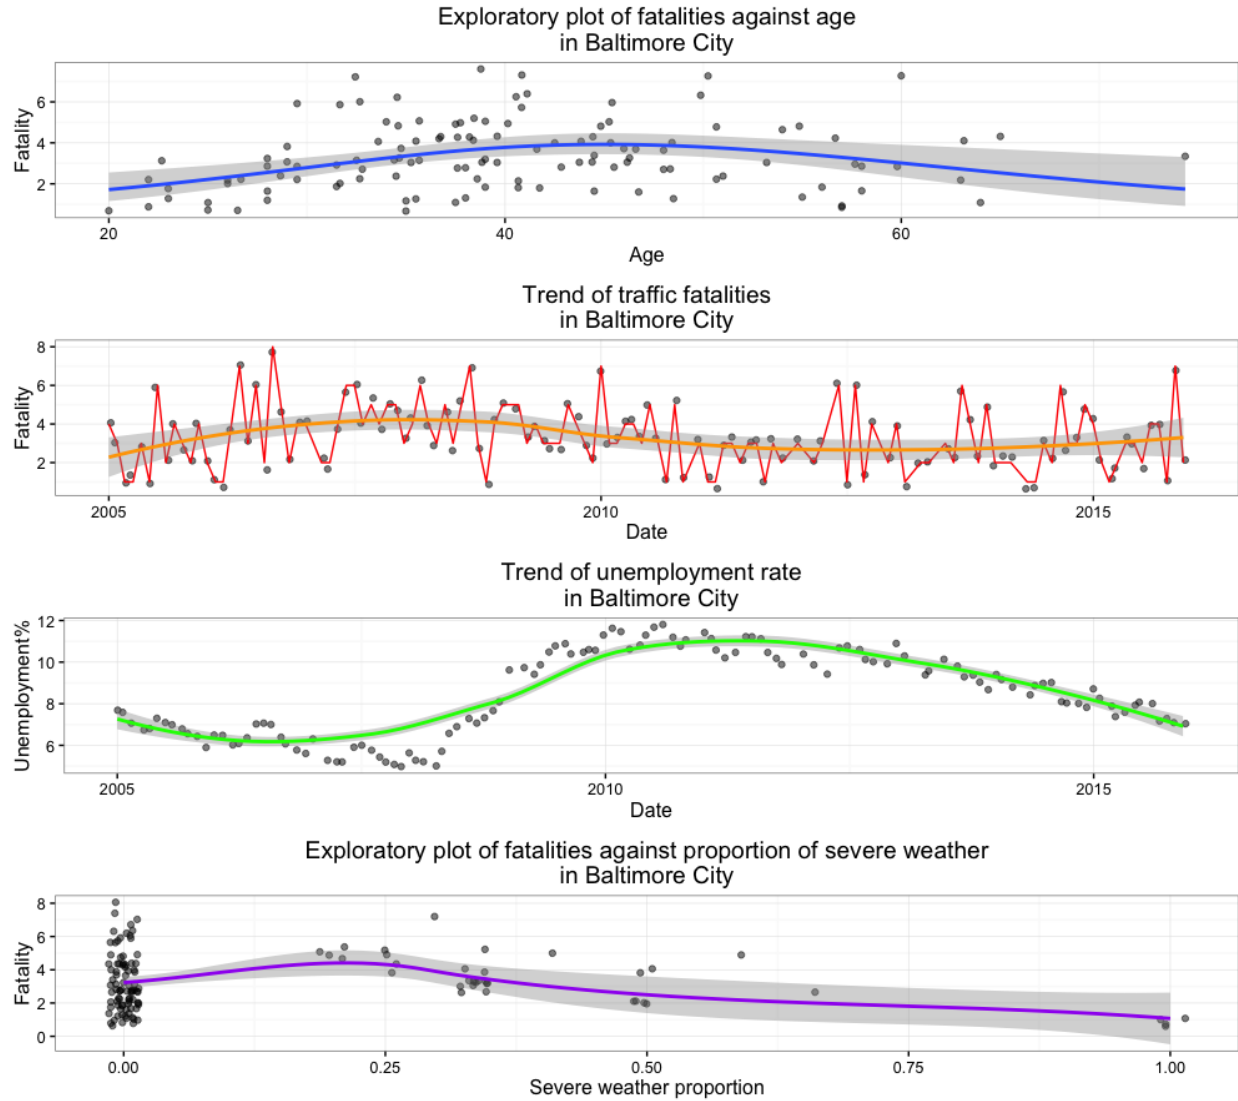 Exploratory plot of fatalities against age
in Baltimore City
Fatality
6
4
2
20
40
60
Age
Trend of traffic fatalities
in Baltimore City
Fatality
8
6
4
2
2005
2010
2015
Date
Trend of unemployment rate
in Baltimore City
Unemployment%
12
10
8
6
2005
2010
2015
Date
Exploratory plot of fatalities against proportion of severe weather
in Baltimore City
Fatality
8
6
4
2
0
0.00
0.25
0.50
0.75
1.00
Severe weather proportion